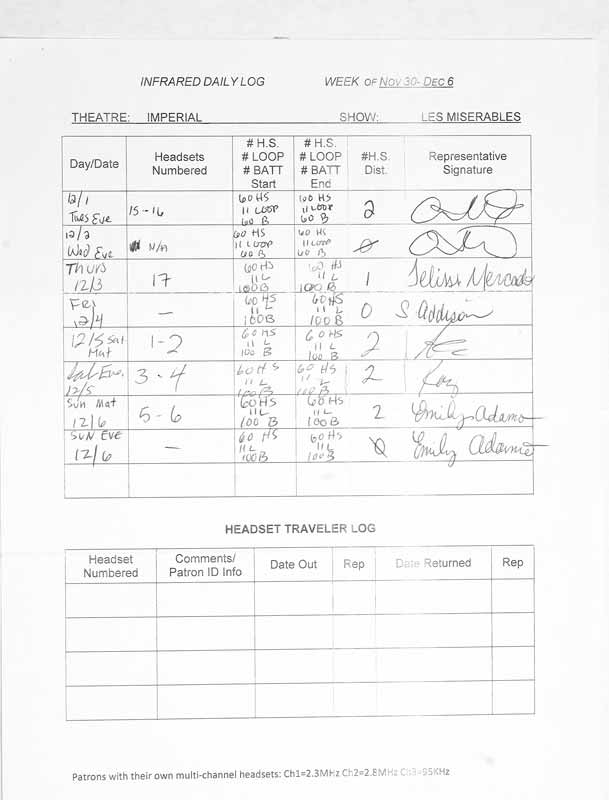 INFRARED DAILY LOG WEEK OF NOV 30- DEC 6
THEATRE: IMPERIAL SHOW: LES MISERABLES
Day/Date Headsets Numbered # H.S. # LOOP # BATT Start # H.S. # LOOP # BATT End #H.S. Dist. Representative Signature
12/1 Tues Eve 15-16 60 HS 11 LOOP 60 B 60 HS 11 LOOP 60 B 2
12/2 Wed Eve N/A 60 HS 11 LOOP 60 B 60 HS 11 LOOP 60 B 0
Thurs 12/3 17 60 HS 11 L 100 B 60 HS 11 L 100 B 1 Mercado
Fri 12/4 — 60 HS 11 L 100 B 60 HS 11 L 100 B 0 S Addison
12/5 Sat Mat 1-2 60 HS 11 L 100 B 60 HS 11 L 100 B 2
Sat Eve. 12/5 3-4 60 HS 11 L 100 B 60 HS 11 L 100 B 2
Sun Mat 12/6 5-6 60 HS 11 L 100 B 60 HS 11 L 100 B 2 Emily Adamo
SUN EVE 12/6 — 60 HS 11 L 100 B 60 HS 11 L 100 B 0 Emily
HEADSET TRAVELER LOG
Headset Numbered Comments/ Patron ID Info Date Out Rep Date Returned Rep
Patrons with their own multi-channel headsets: Ch1=2.3MHz Ch2=2.8MHz Ch3=95KHz